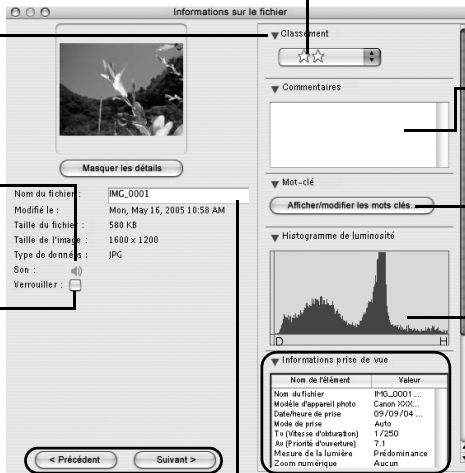 Informations sur le fichier
Masquer les détails
Nom du fichier : IMG_0001
Modifié le : Mon, May 16, 2005 10:58 AM
Taille du fichier : 580 KB
Taille de l'image : 1600 x 1200
Type de données : JPG
Son :
Verrouiller :
< Précédent
Suivant >
Classement
Commentaires
Mot-clé
Afficher/modifier les mots clés...
Histogramme de luminosité
D H
Informations prise de vue
Nom de l'élément Valeur
Nom du fichier IMG_0001....
Modèle d'appareil photo Canon XXX...
Date/heure de prise 09/09/04 ...
Mode de prise Auto
Tv (Vitesse d'obturation) 1/250
Av (Priorité d'ouverture) 7.1
Mesure de la lumière Prédominance
Zoom numérique Aucun